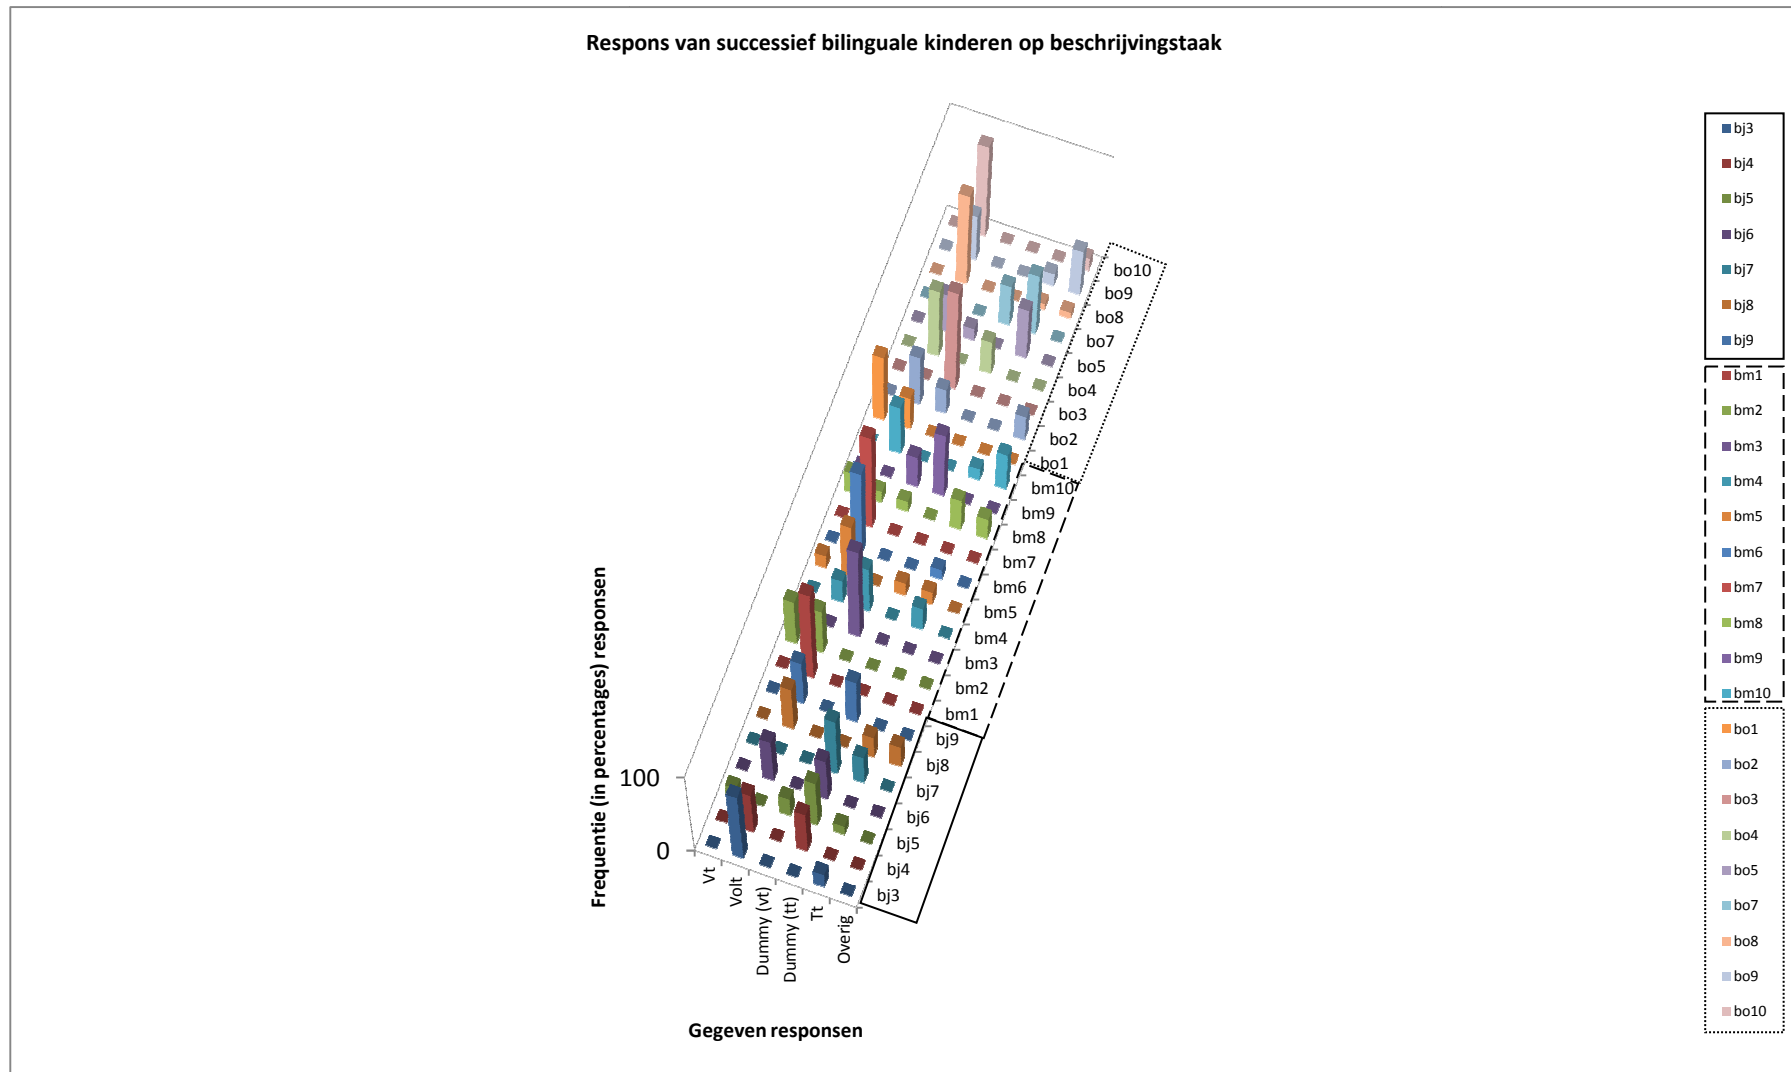 Respons van successief bilinguale kinderen op beschrijvingstaak
Frequentie (in percentages) responsen
100
0
Vt
Volt
Dummy (vt)
Dummy (tt)
Tt
Overig
Gegeven responsen
bo10
bo9
bo8
bo7
bo5
bo4
bo3
bo2
bo1
bm10
bm9
bm8
bm7
bm6
bm5
bm4
bm3
bm2
bm1
bj9
bj8
bj7
bj6
bj5
bj4
bj3
bj3
bj4
bj5
bj6
bj7
bj8
bj9
bm1
bm2
bm3
bm4
bm5
bm6
bm7
bm8
bm9
bm10
bo1
bo2
bo3
bo4
bo5
bo7
bo8
bo9
bo10